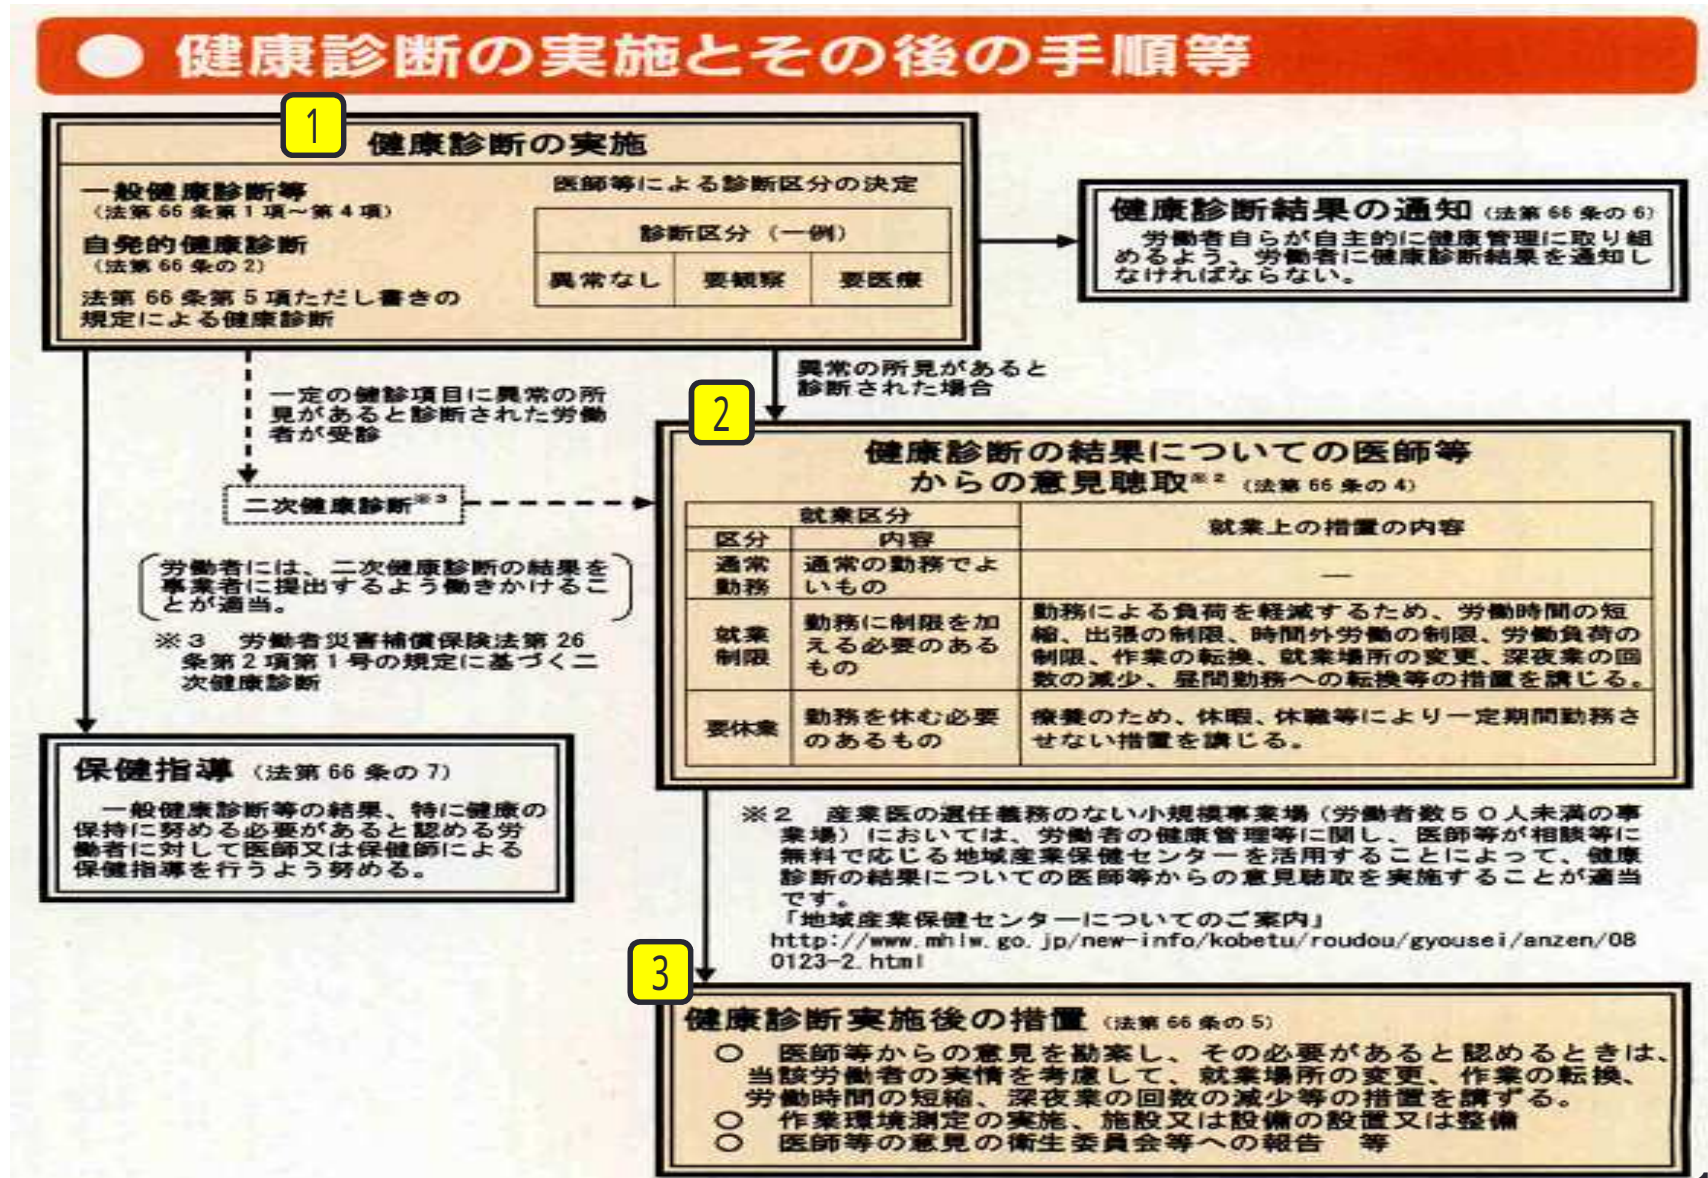 ● 健康診断の実施とその後の手順等
1
健康診断の実施
一般健康診断等
（法第 66 条第 1 項～第 4 項）
自発的健康診断
（法第 66 条の 2）
法第 66 条第 5 項ただし書きの
規定による健康診断
医師等による診断区分の決定
診断区分（一例）
異常なし 要観察 要医療
健康診断結果の通知（法第 66 条の 6）
労働者自らが自主的に健康管理に取り組
めるよう、労働者に健康診断結果を通知し
なければならない。
一定の健診項目に異常の所
見があると診断された労働
者が受診
異常の所見があると
診断された場合
二次健康診断※3
労働者には、二次健康診断の結果を
事業者に提出するよう働きかけるこ
とが適当。
※3 労働者災害補償保険法第 26
条第 2 項第 1 号の規定に基づく二
次健康診断
2
健康診断の結果についての医師等
からの意見聴取※2（法第 66 条の 4）
就業区分 就業上の措置の内容
区分 内容
通常
勤務
通常の勤務でよ
いもの
―
就業
制限
勤務に制限を加
える必要のある
もの
勤務による負荷を軽減するため、労働時間の短
縮、出張の制限、時間外労働の制限、労働負荷の
制限、作業の転換、就業場所の変更、深夜業の回
数の減少、昼間勤務への転換等の措置を講じる。
要休業
勤務を休む必要
のあるもの
療養のため、休暇、休職等により一定期間勤務さ
せない措置を講じる。
保健指導（法第 66 条の 7）
一般健康診断等の結果、特に健康の
保持に努める必要があると認める労
働者に対して医師又は保健師による
保健指導を行うよう努める。
※2 産業医の選任義務のない小規模事業場（労働者数５０人未満の事
業場）においては、労働者の健康管理等に関し、医師等が相談等に
無料で応じる地域産業保健センターを活用することによって、健康
診断の結果についての医師等からの意見聴取を実施することが適当
です。
「地域産業保健センターについてのご案内」
http://www.mhlw.go.jp/new-info/kobetu/roudou/gyousei/anzen/08
0123-2.html
3
健康診断実施後の措置（法第 66 条の 5）
○ 医師等からの意見を勘案し、その必要があると認めるときは、
当該労働者の実情を考慮して、就業場所の変更、作業の転換、
労働時間の短縮、深夜業の回数の減少等の措置を講ずる。
○ 作業環境測定の実施、施設又は設備の設置又は整備
○ 医師等の意見の衛生委員会等への報告 等